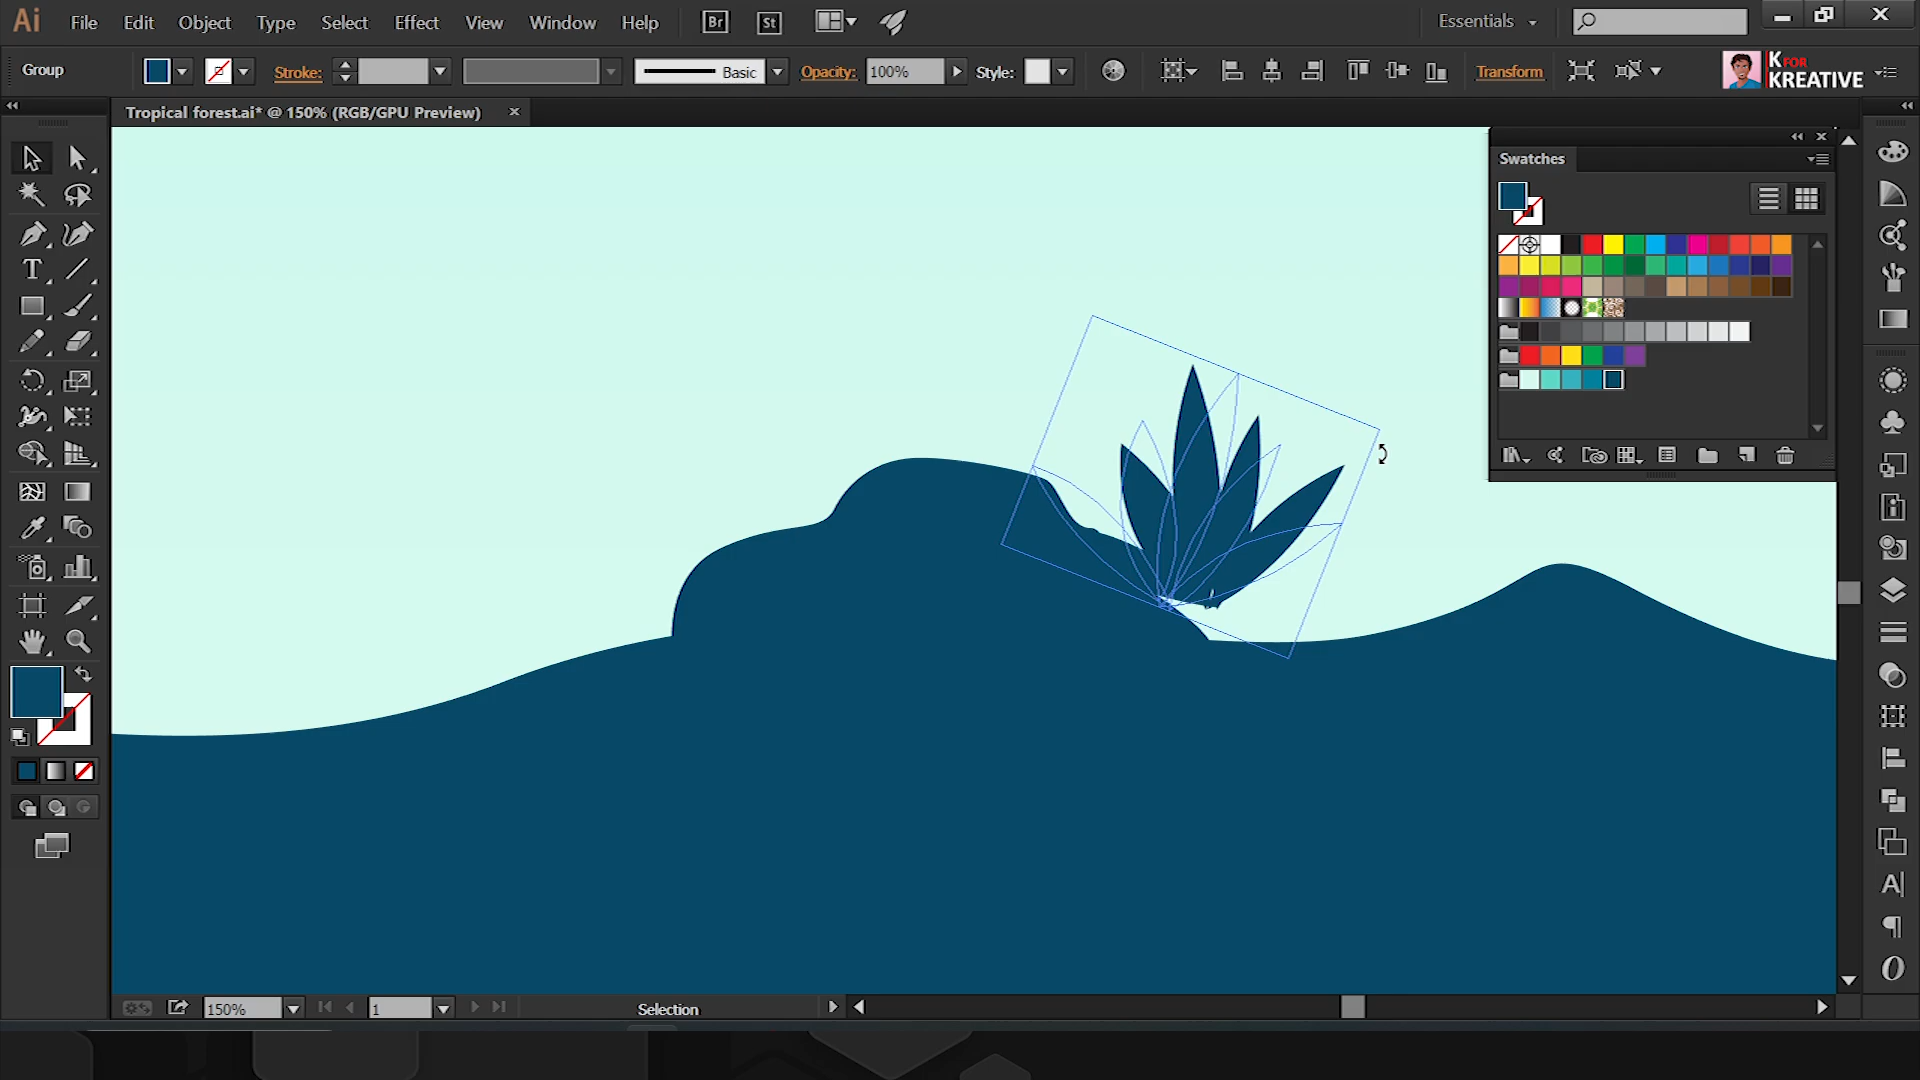 Ai File Edit Object Type Select Effect View Window Help Br St Essentials
Group Stroke: Basic Opacity: 100% Style: Transform K FOR KREATIVE
Tropical forest.ai* @ 150% (RGB/GPU Preview)
Swatches
150% 1 Selection